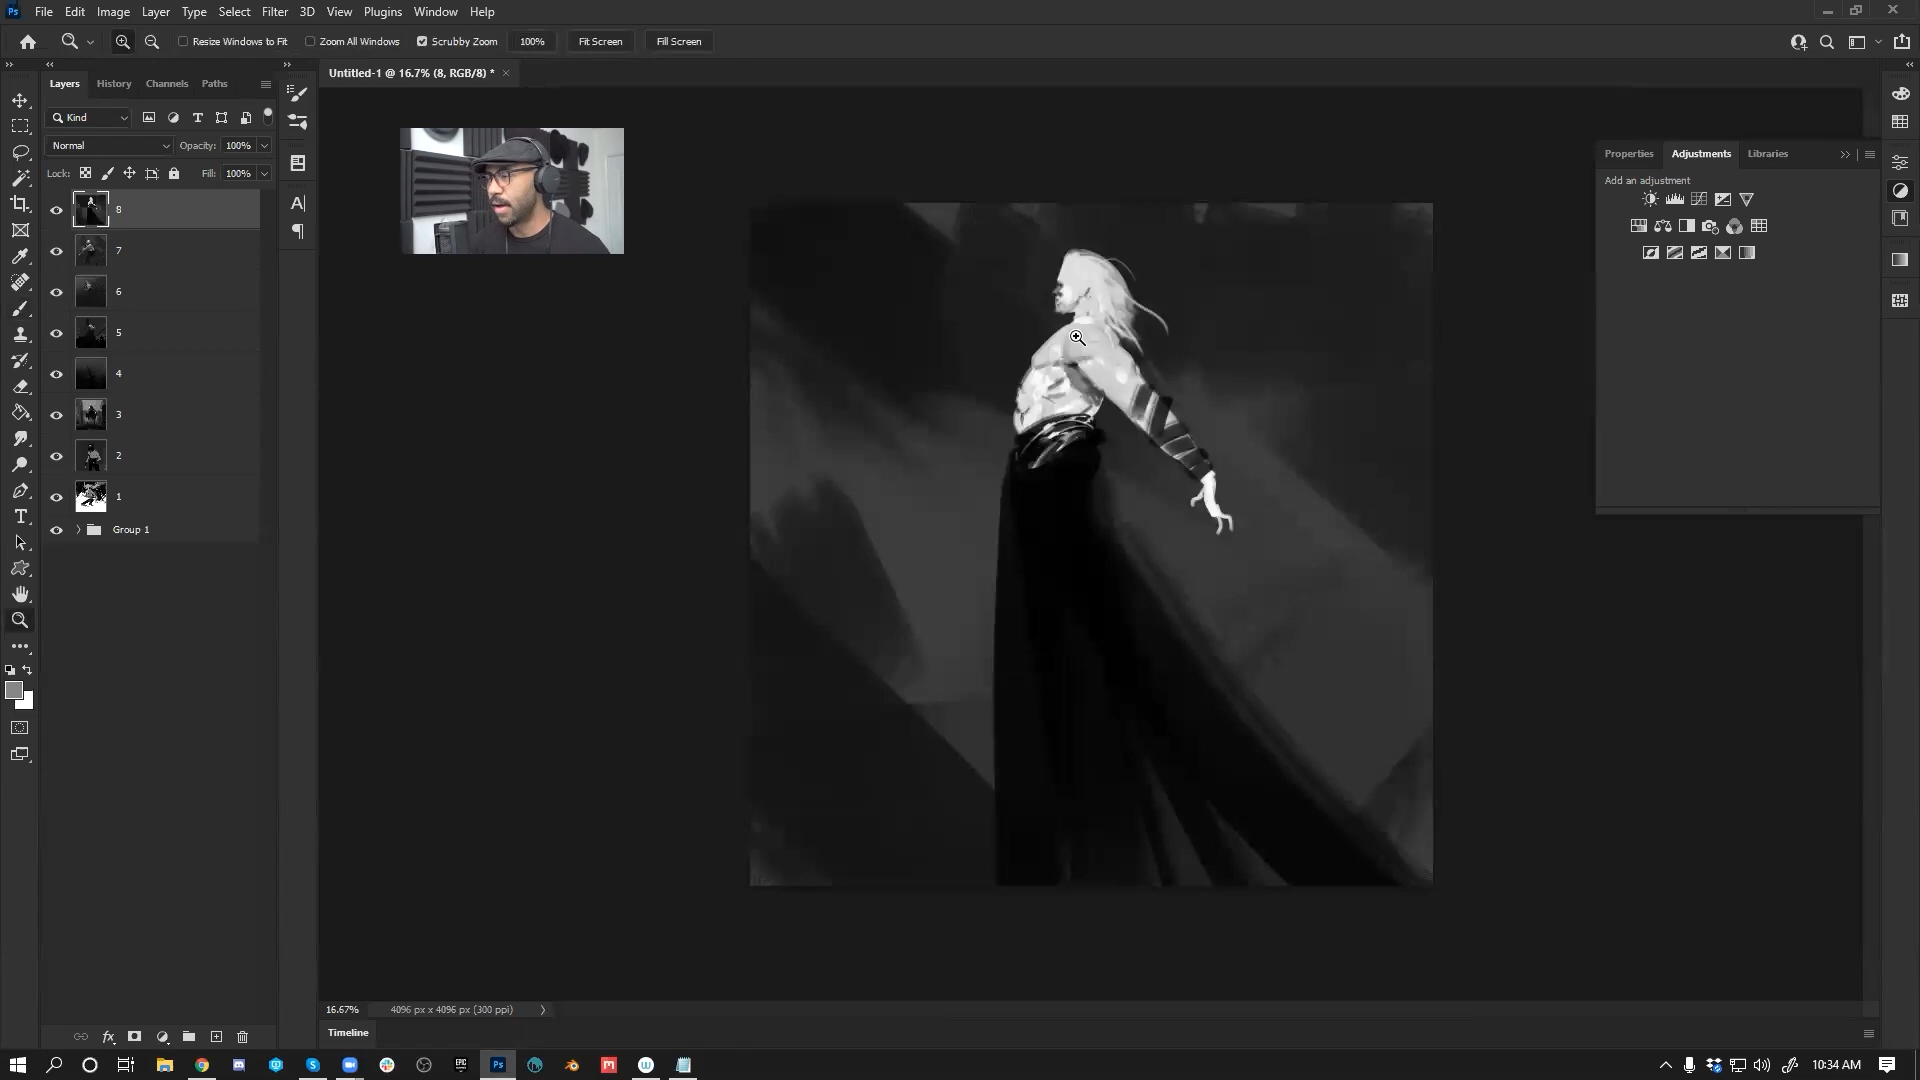 Ps File Edit Image Layer Type Select Filter 3D View Plugins Window Help
Resize Windows to Fit Zoom All Windows Scrubby Zoom 100% Fit Screen Fill Screen
Layers History Channels Paths
Untitled-1 @ 16.7% (8, RGB/8) * ×
Kind
Normal Opacity: 100%
Lock: Fill: 100%
8
7
6
5
4
3
2
1
Group 1
Properties Adjustments Libraries
Add an adjustment
16.67% 4096 px x 4096 px (300 ppi)
Timeline
EPIC
Ps
10:34 AM